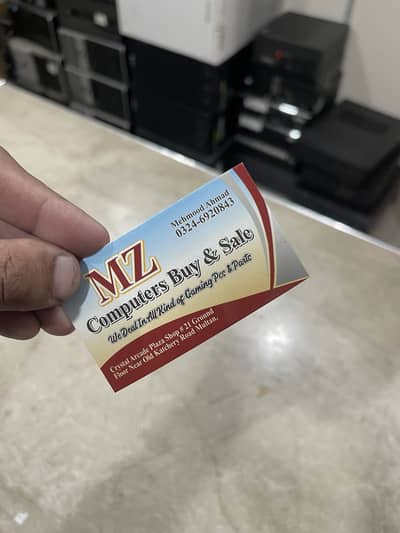 Mehmood Ahmad
0324-6920843
MZ
Computers Buy & Sale
We Deal In All Kind of Gaming Pcs & Parts
Crystal Arcade Plaza Shop # 21 Ground
Floor Near Old Katchery Road Multan.